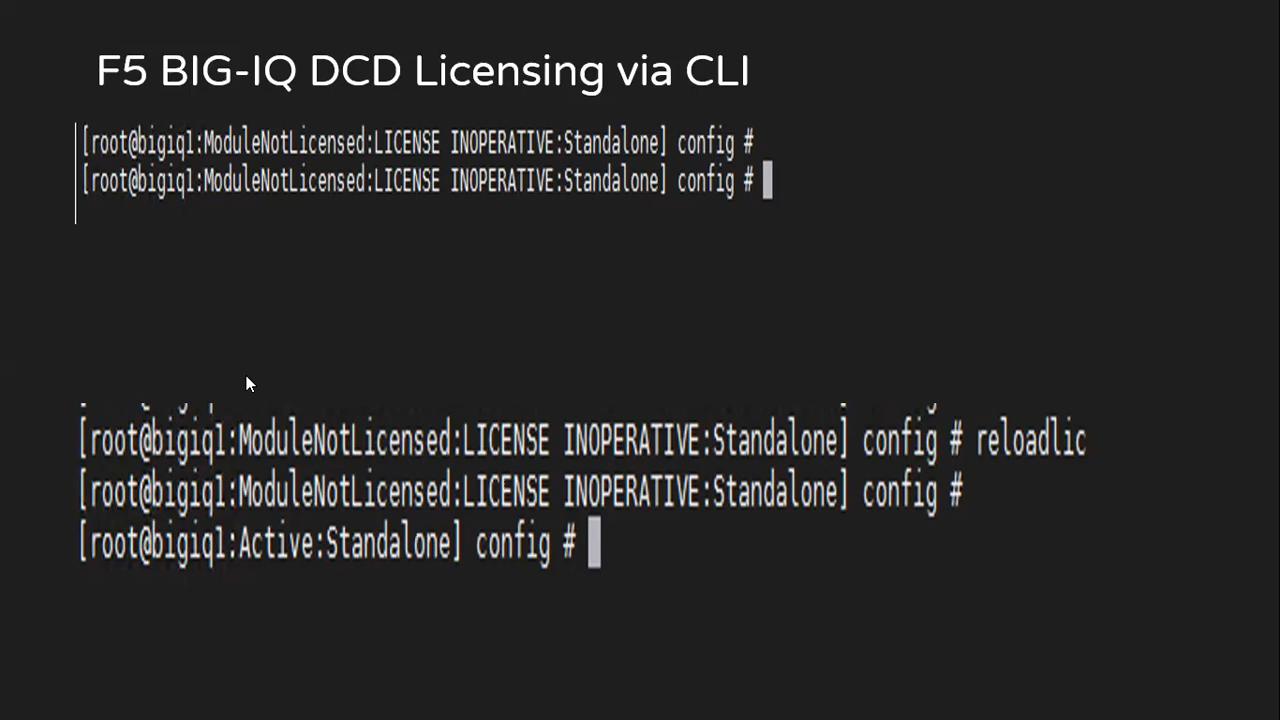 F5 BIG-IQ DCD Licensing via CLI
[root@bigiq1:ModuleNotLicensed:LICENSE INOPERATIVE:Standalone] config #
[root@bigiq1:ModuleNotLicensed:LICENSE INOPERATIVE:Standalone] config #
[root@bigiq1:ModuleNotLicensed:LICENSE INOPERATIVE:Standalone] config # reloadlic
[root@bigiq1:ModuleNotLicensed:LICENSE INOPERATIVE:Standalone] config #
[root@bigiq1:Active:Standalone] config #